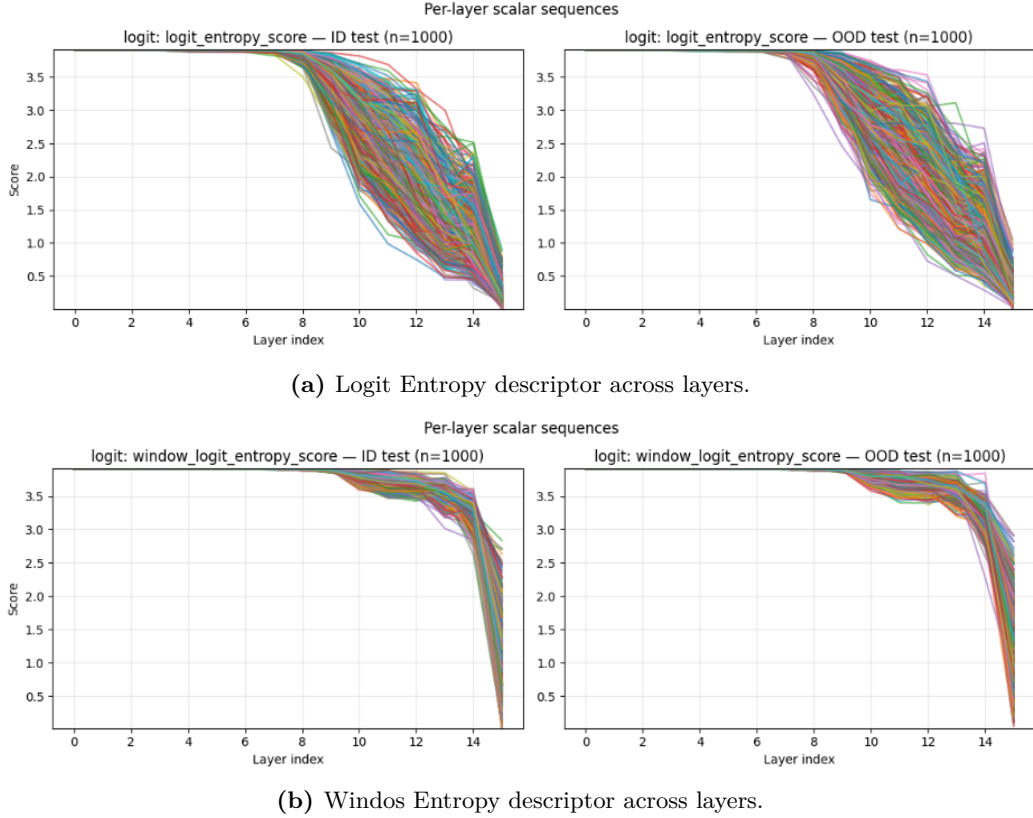 Per-layer scalar sequences
logit: logit_entropy_score — ID test (n=1000)
logit: logit_entropy_score — OOD test (n=1000)
3.5
3.0
2.5
2.0
1.5
1.0
0.5
Score
0 2 4 6 8 10 12 14
Layer index
0 2 4 6 8 10 12 14
Layer index
3.5
3.0
2.5
2.0
1.5
1.0
0.5
(a) Logit Entropy descriptor across layers.
Per-layer scalar sequences
logit: window_logit_entropy_score — ID test (n=1000)
logit: window_logit_entropy_score — OOD test (n=1000)
3.5
3.0
2.5
2.0
1.5
1.0
0.5
Score
0 2 4 6 8 10 12 14
Layer index
3.5
3.0
2.5
2.0
1.5
1.0
0.5
0 2 4 6 8 10 12 14
Layer index
(b) Windos Entropy descriptor across layers.